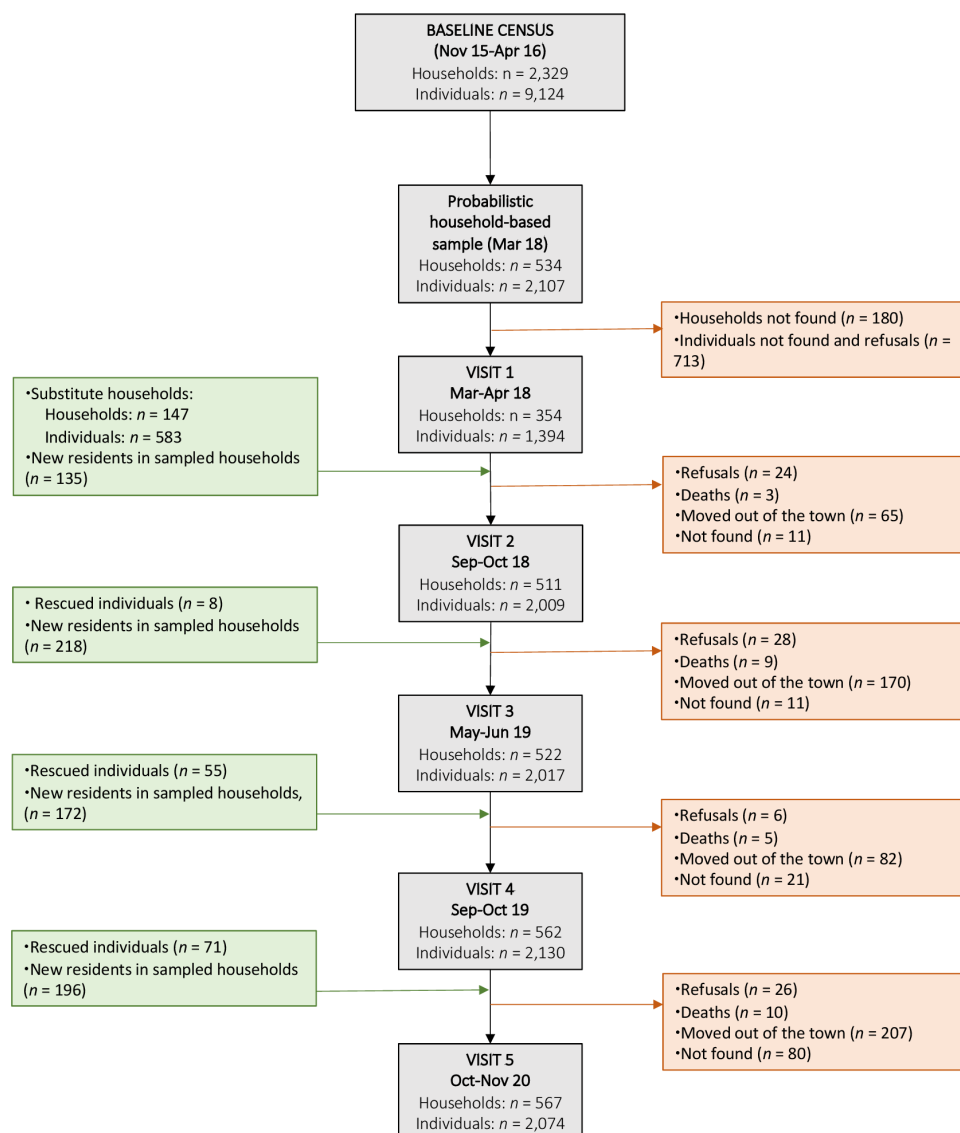 BASELINE CENSUS
(Nov 15-Apr 16)
Households: n = 2,329
Individuals: n = 9,124
Probabilistic
household-based
sample (Mar 18)
Households: n = 534
Individuals: n = 2,107
•Households not found (n = 180)
•Individuals not found and refusals (n =
713)
VISIT 1
Mar-Apr 18
Households: n = 354
Individuals: n = 1,394
•Substitute households:
Households: n = 147
Individuals: n = 583
•New residents in sampled households
(n = 135)
•Refusals (n = 24)
•Deaths (n = 3)
•Moved out of the town (n = 65)
•Not found (n = 11)
VISIT 2
Sep-Oct 18
Households: n = 511
Individuals: n = 2,009
• Rescued individuals (n = 8)
•New residents in sampled households
(n = 218)
•Refusals (n = 28)
•Deaths (n = 9)
•Moved out of the town (n = 170)
•Not found (n = 11)
VISIT 3
May-Jun 19
Households: n = 522
Individuals: n = 2,017
•Rescued individuals (n = 55)
•New residents in sampled households,
(n = 172)
•Refusals (n = 6)
•Deaths (n = 5)
•Moved out of the town (n = 82)
•Not found (n = 21)
VISIT 4
Sep-Oct 19
Households: n = 562
Individuals: n = 2,130
•Rescued individuals (n = 71)
•New residents in sampled households
(n = 196)
•Refusals (n = 26)
•Deaths (n = 10)
•Moved out of the town (n = 207)
•Not found (n = 80)
VISIT 5
Oct-Nov 20
Households: n = 567
Individuals: n = 2,074